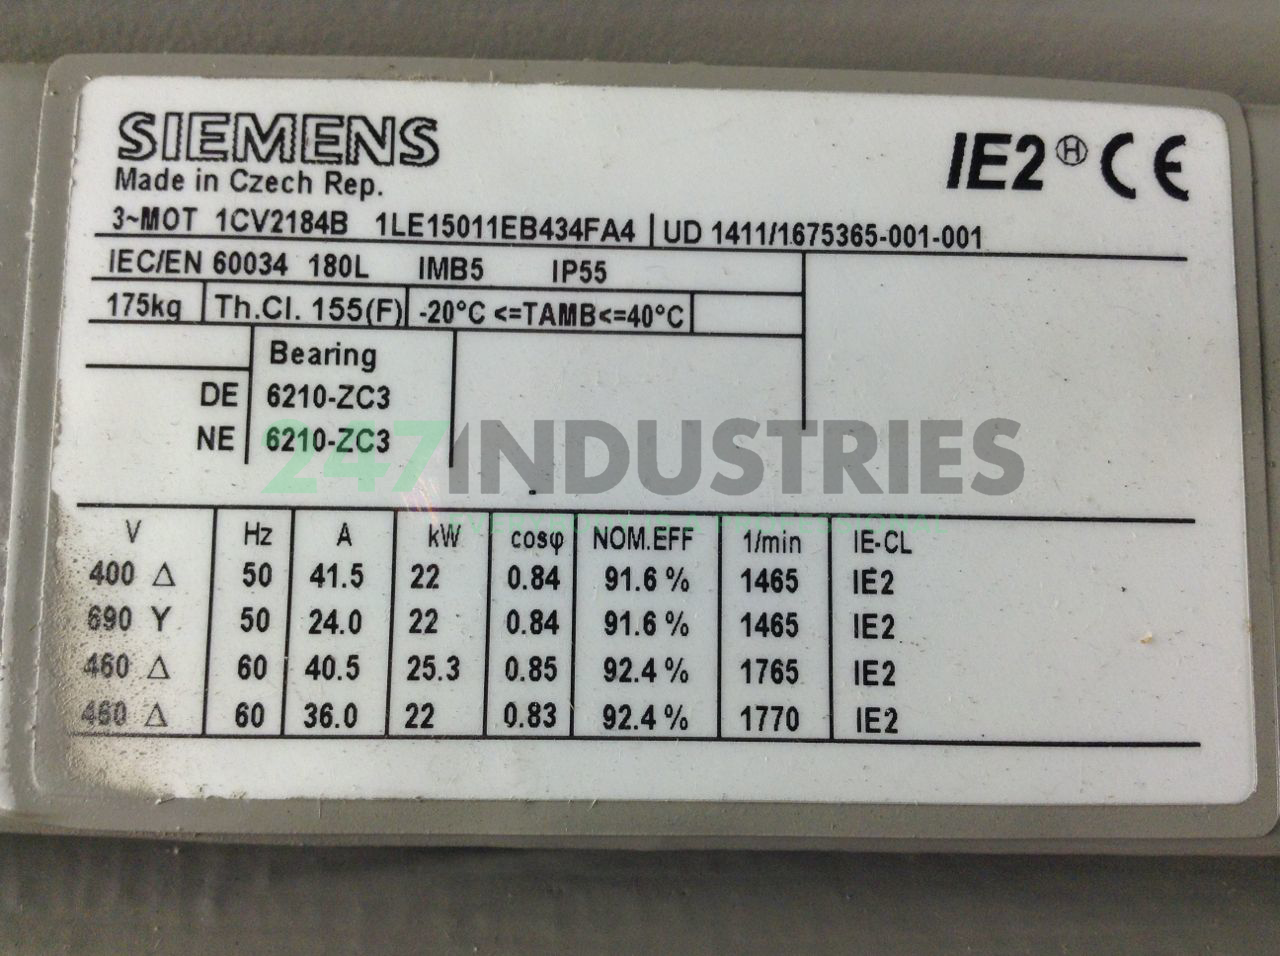 SIEMENS
IE2 H CE
Made in Czech Rep.
3~MOT 1CV2184B 1LE15011EB434FA4 UD 1411/1675365-001-001
IEC/EN 60034 180L IMB5 IP55
175kg Th.Cl. 155(F) -20°C <=TAMB<=40°C
Bearing
DE 6210-ZC3
NE 6210-ZC3
247INDUSTRIES
V Hz A kW cosφ NOM.EFF 1/min IE-CL
400 Δ 50 41.5 22 0.84 91.6 % 1465 IE2
690 Y 50 24.0 22 0.84 91.6 % 1465 IE2
460 Δ 60 40.5 25.3 0.85 92.4 % 1765 IE2
460 Δ 60 36.0 22 0.83 92.4 % 1770 IE2